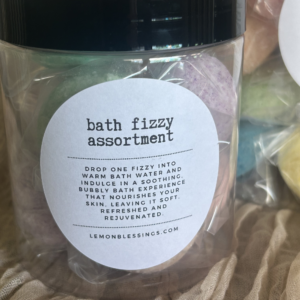 bath fizzy
assortment
DROP ONE FIZZY INTO
WARM BATH WATER AND
INDULGE IN A SOOTHING,
BUBBLY BATH EXPERIENCE
THAT NOURISHES YOUR
SKIN, LEAVING IT SOFT,
REFRESHED AND
REJUVENATED.
LEMONBLESSINGS.COM